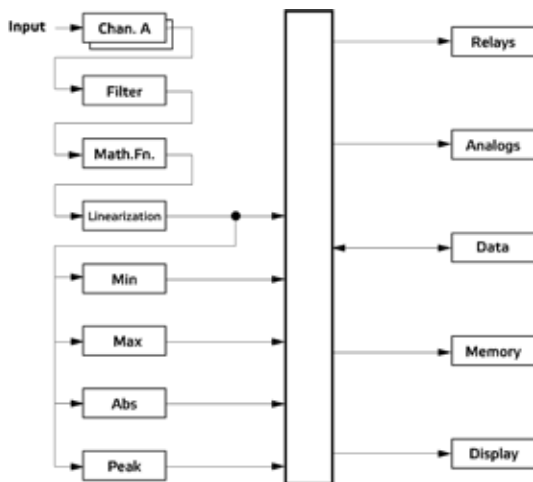 Input
Chan. A
Filter
Math.Fn.
Linearization
Min
Max
Abs
Peak
Relays
Analogs
Data
Memory
Display